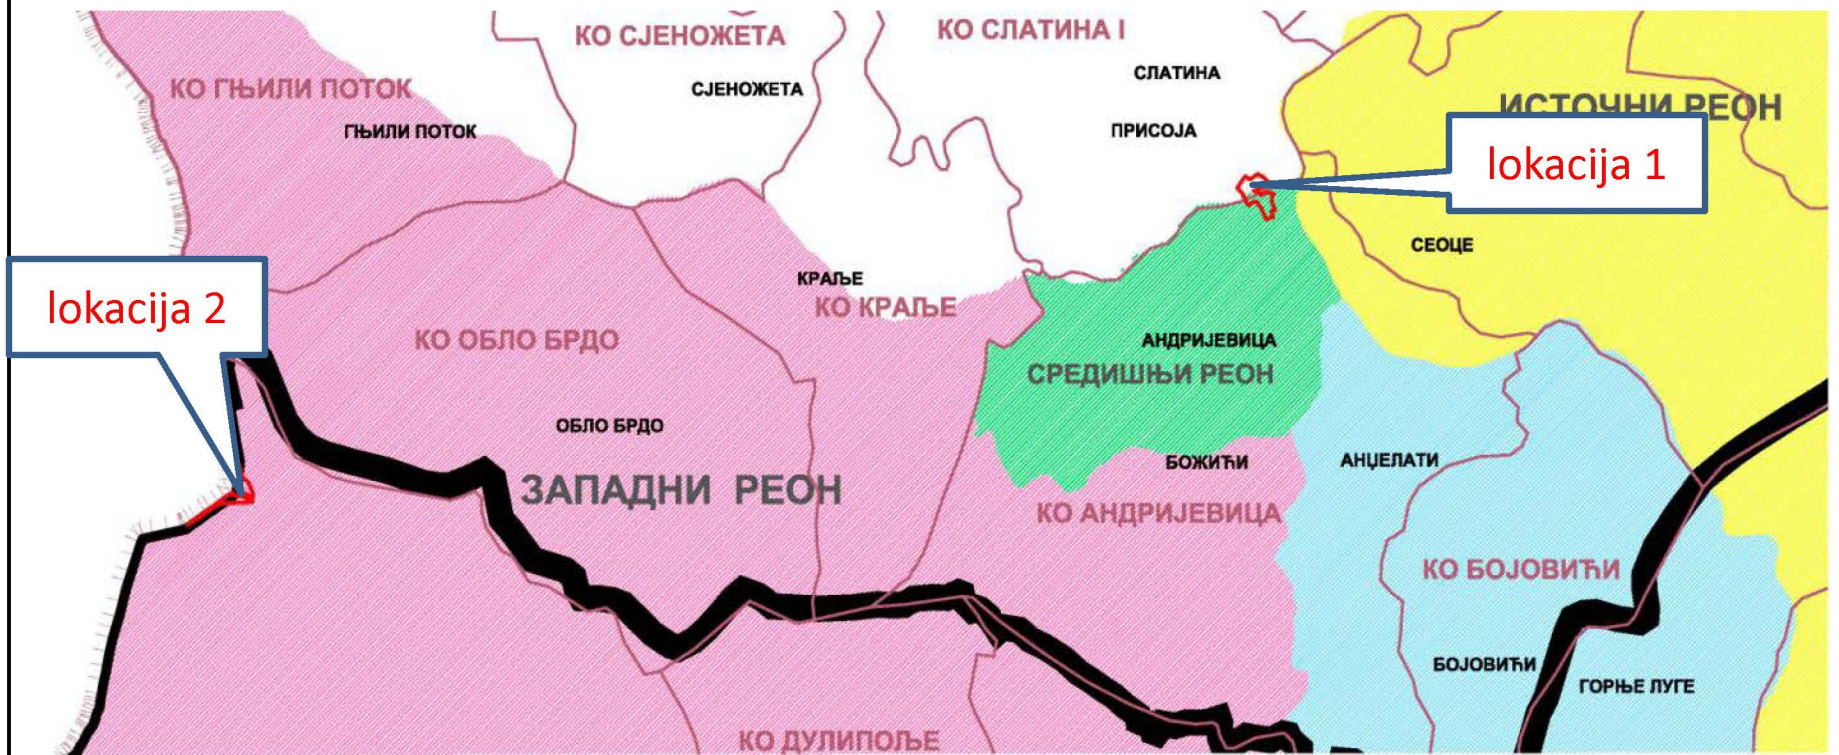 КО СЈЕНОЖЕТА
КО СЛАТИНА I
СЛАТИНА
КО ГЊИЛИ ПОТОК
СЈЕНОЖЕТА
ИСТОЧНИ РЕОН
ГЊИЛИ ПОТОК
ПРИСОЈА
lokacija 1
СЕОЦЕ
КРАЉЕ
lokacija 2
КО КРАЉЕ
КО ОБЛО БРДО
АНДРИЈЕВИЦА
СРЕДИШЊИ РЕОН
ОБЛО БРДО
БОЖИЋИ
АНЏЕЛАТИ
ЗАПАДНИ РЕОН
КО АНДРИЈЕВИЦА
КО БОЈОВИЋИ
БОЈОВИЋИ
ГОРЊЕ ЛУГЕ
КО ДУЛИПОЉЕ